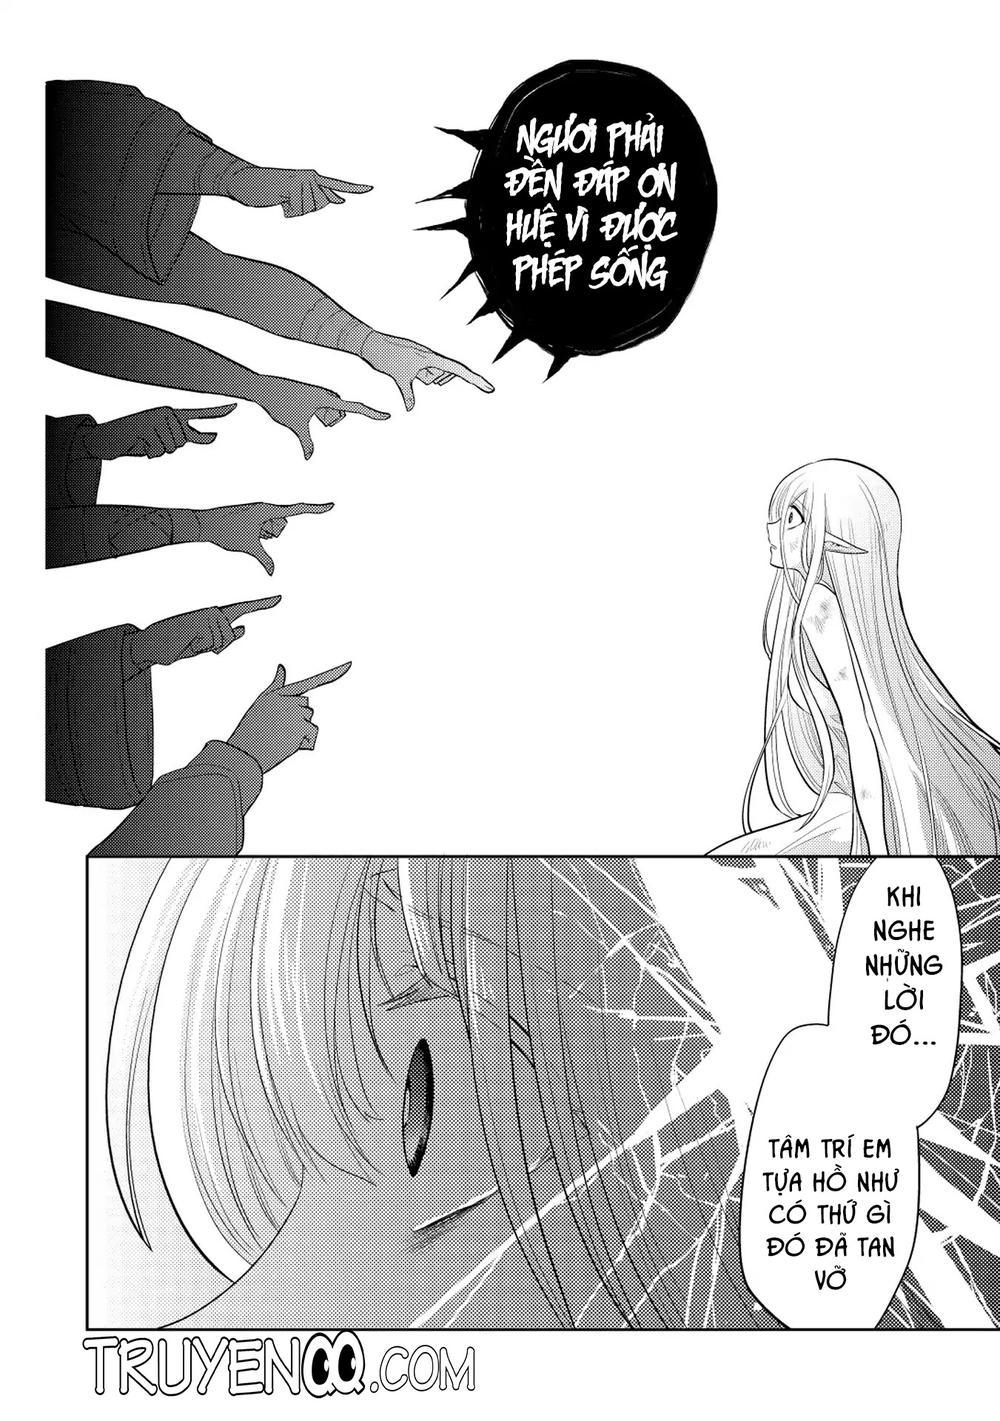 NGƯƠI PHẢI
ĐỀN ĐÁP ƠN
HUỆ VÌ ĐƯỢC
PHÉP SỐNG
KHI
NGHE
NHỮNG
LỜI
ĐÓ...
TÂM TRÍ EM
TỰA HỒ NHƯ
CÓ THỨ GÌ
ĐÓ ĐÃ TAN
VỠ
TRUYENQQ.COM